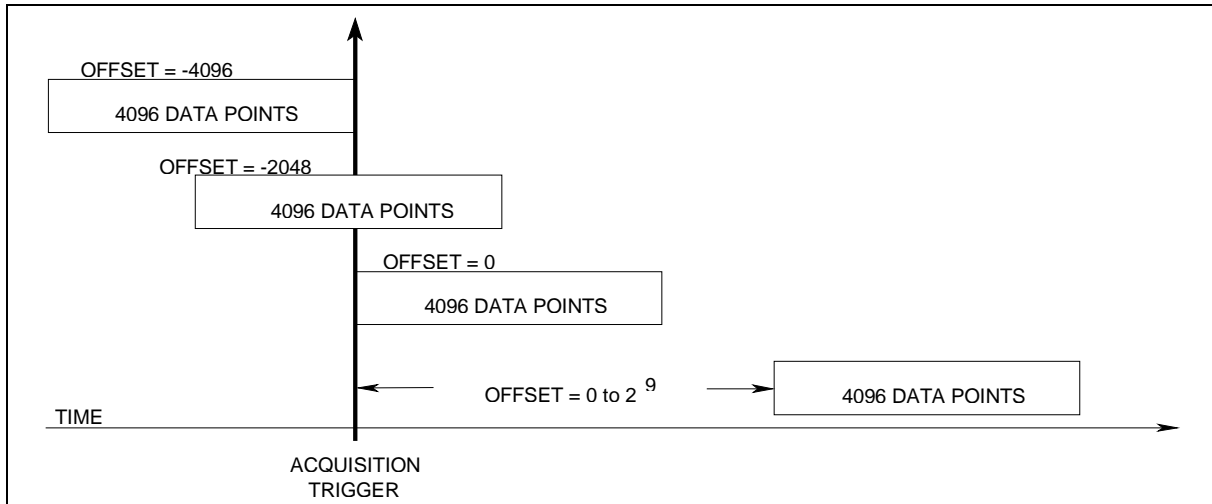 OFFSET = -4096
4096 DATA POINTS
OFFSET = -2048
4096 DATA POINTS
OFFSET = 0
4096 DATA POINTS
OFFSET = 0 to 2 9
4096 DATA POINTS
TIME
ACQUISITION
TRIGGER